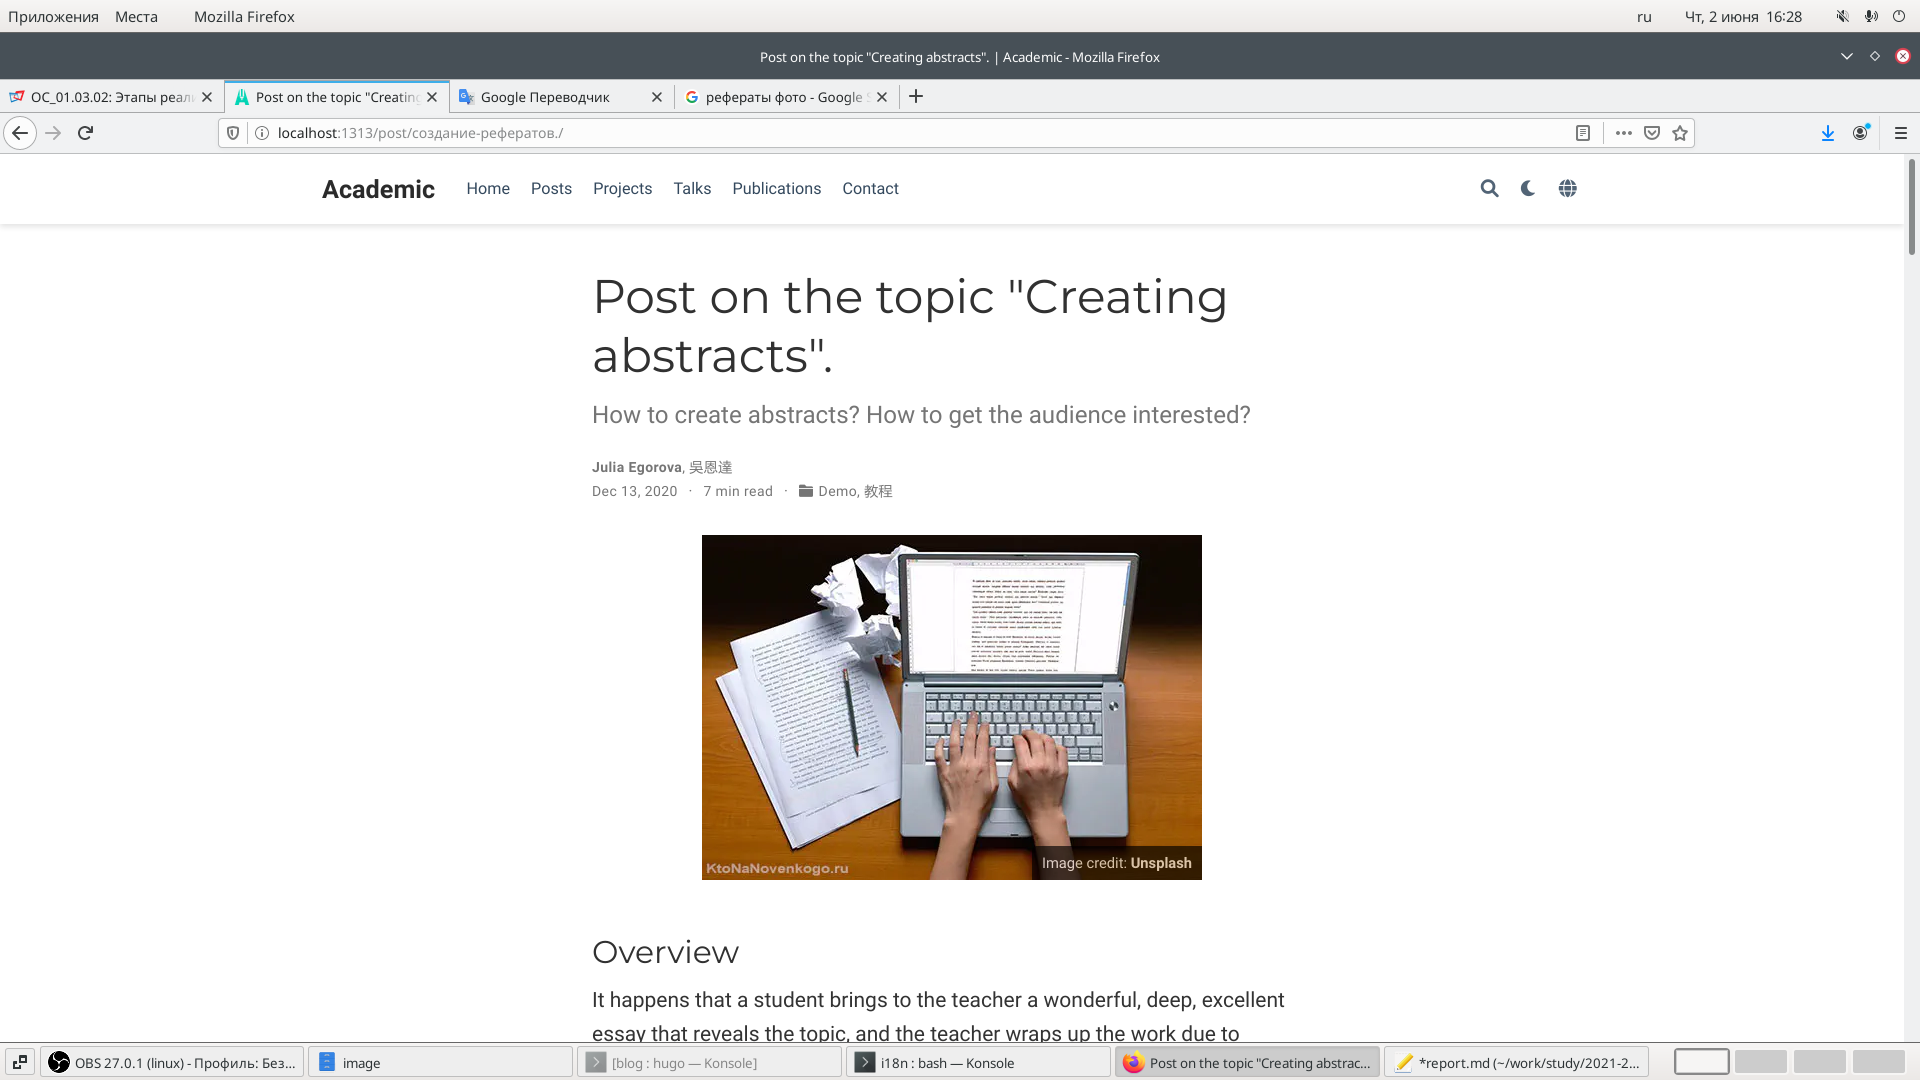 Приложения Места Mozilla Firefox ru Чт, 2 июня 16:28
Post on the topic "Creating abstracts". | Academic - Mozilla Firefox
ОС_01.03.02: Этапы реали Post on the topic "Creating Google Переводчик рефераты фото - Google S
localhost:1313/post/создание-рефератов./
Academic Home Posts Projects Talks Publications Contact
Post on the topic "Creating
abstracts".
How to create abstracts? How to get the audience interested?
Julia Egorova, 吳恩達
Dec 13, 2020 · 7 min read · Demo, 教程
KtoNaNovenkogo.ru
Image credit: Unsplash
Overview
It happens that a student brings to the teacher a wonderful, deep, excellent
essay that reveals the topic, and the teacher wraps up the work due to
OBS 27.0.1 (linux) - Профиль: Без... image [blog : hugo — Konsole] i18n : bash — Konsole Post on the topic "Creating abstrac... *report.md (~/work/study/2021-2...